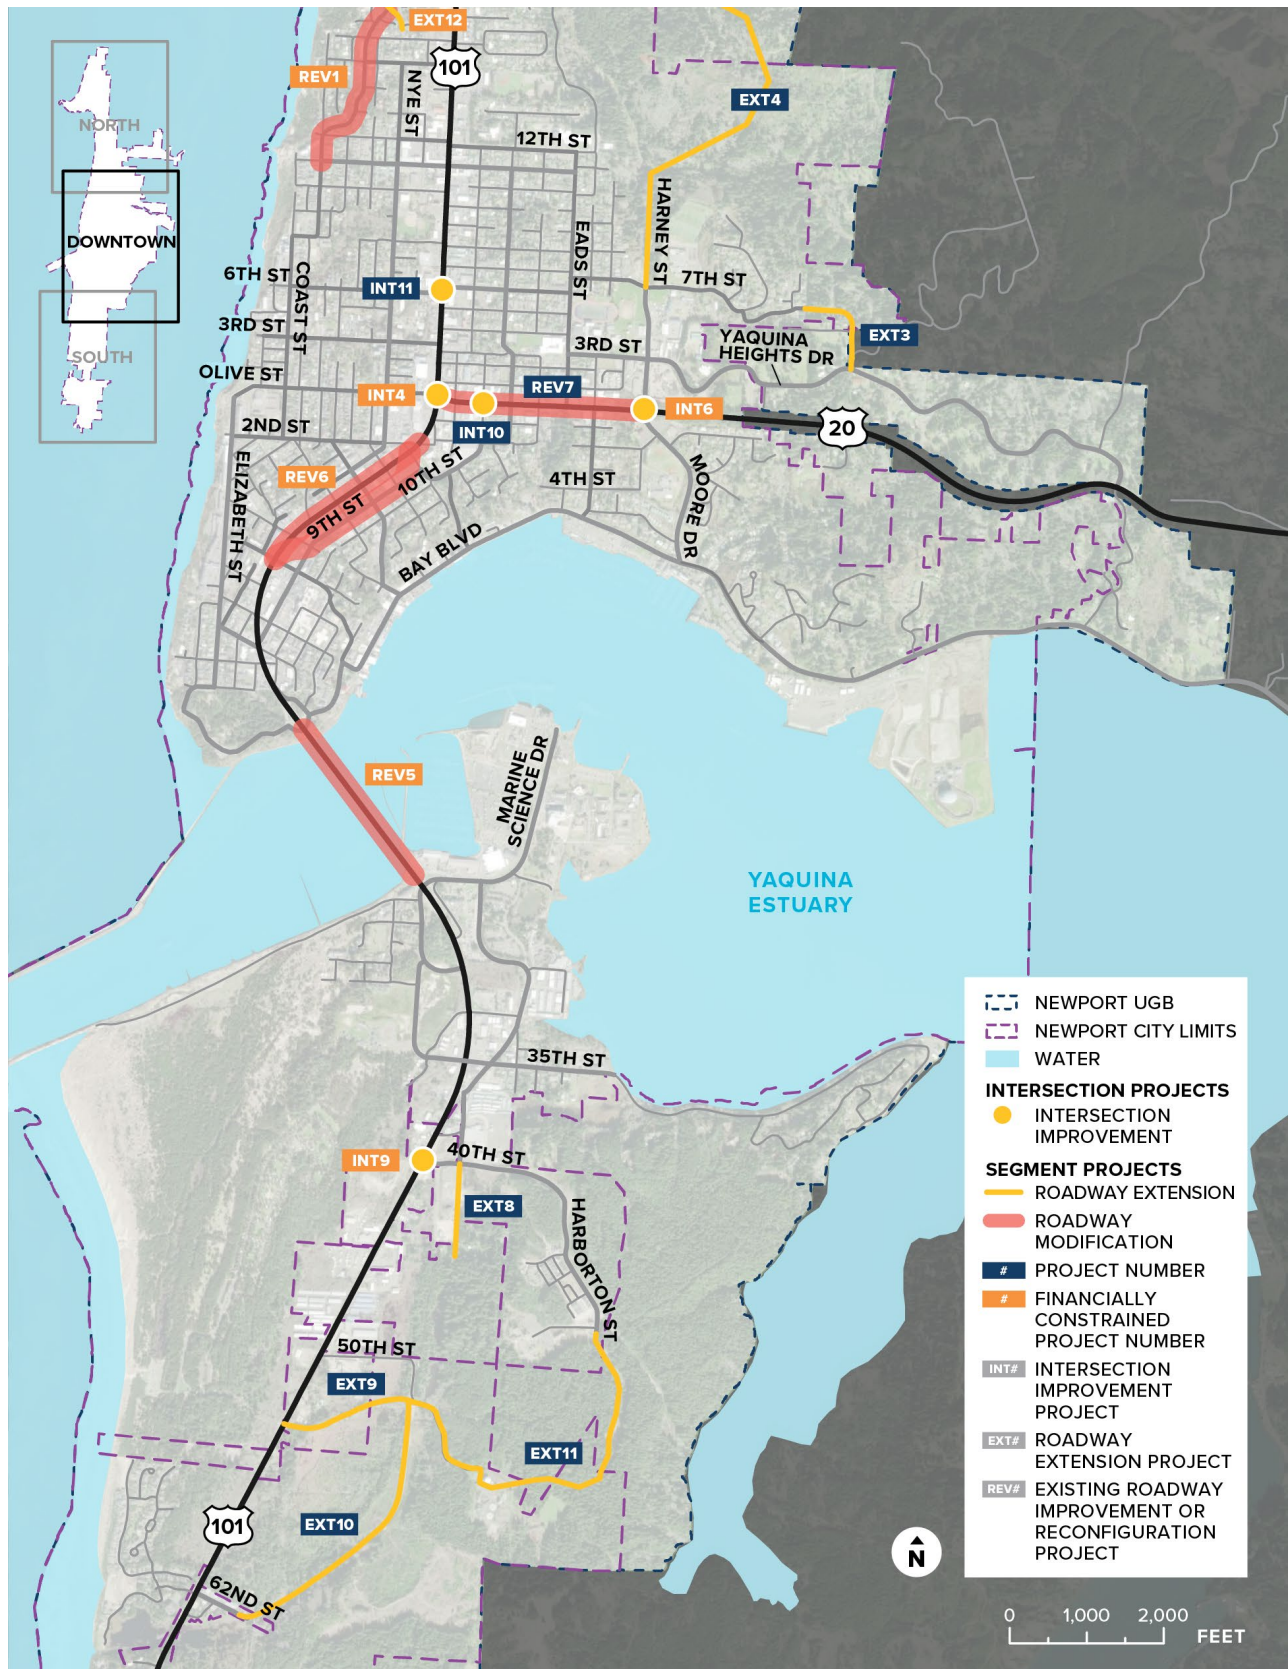 EXT12
REV1
101
NYE ST
NORTH
EXT4
12TH ST
DOWNTOWN
HARNEY ST
EADS ST
COAST ST
6TH ST
7TH ST
INT11
3RD ST
EXT3
YAQUINA
HEIGHTS DR
3RD ST
SOUTH
OLIVE ST
INT4
REV7
INT6
2ND ST
INT10
20
ELIZABETH ST
REV6
10TH ST
4TH ST
MOORE DR
9TH ST
BAY BLVD
REV5
MARINE
SCIENCE DR
YAQUINA
ESTUARY
35TH ST
INT9
40TH ST
EXT8
HARBORTON ST
50TH ST
EXT9
EXT11
101
EXT10
62ND ST
N
NEWPORT UGB
NEWPORT CITY LIMITS
WATER
INTERSECTION PROJECTS
INTERSECTION
IMPROVEMENT
SEGMENT PROJECTS
ROADWAY EXTENSION
ROADWAY
MODIFICATION
# PROJECT NUMBER
# FINANCIALLY
CONSTRAINED
PROJECT NUMBER
INT# INTERSECTION
IMPROVEMENT
PROJECT
EXT# ROADWAY
EXTENSION PROJECT
REV# EXISTING ROADWAY
IMPROVEMENT OR
RECONFIGURATION
PROJECT
0 1,000 2,000
FEET